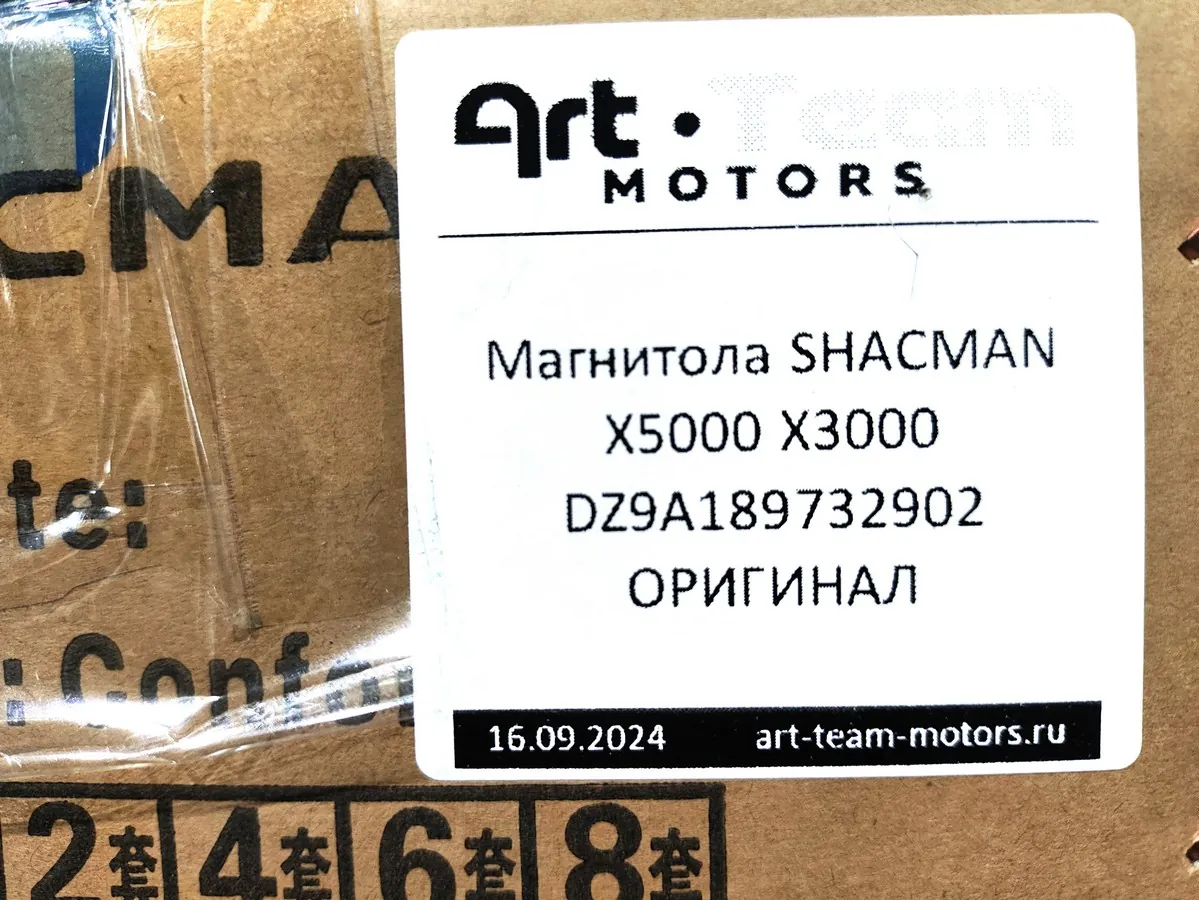 Art · Team
MOTORS
Магнитола SHACMAN
X5000 X3000
DZ9A189732902
ОРИГИНАЛ
16.09.2024 art-team-motors.ru
CMA
te:
: Confo
2套 4套 6套 8套